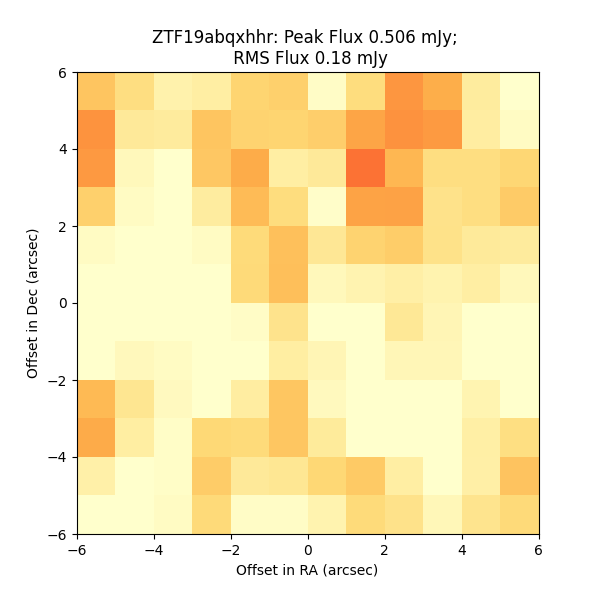 ZTF19abqxhhr: Peak Flux 0.506 mJy;
RMS Flux 0.18 mJy
6
4
2
0
−2
−4
−6
Offset in Dec (arcsec)
−6 −4 −2 0 2 4 6
Offset in RA (arcsec)